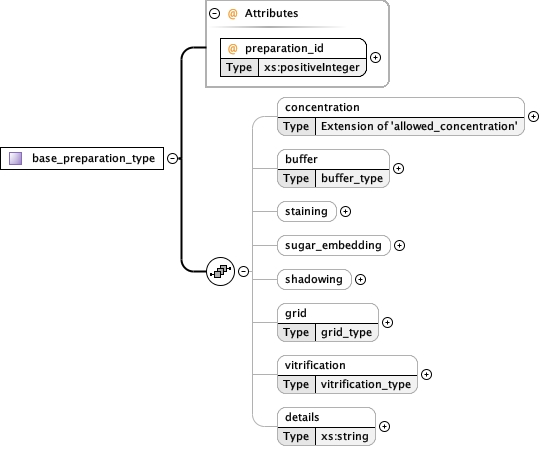 @ Attributes
@ preparation_id
Type xs:positiveInteger
base_preparation_type
concentration
Type Extension of 'allowed_concentration'
buffer
Type buffer_type
staining
sugar_embedding
shadowing
grid
Type grid_type
vitrification
Type vitrification_type
details
Type xs:string